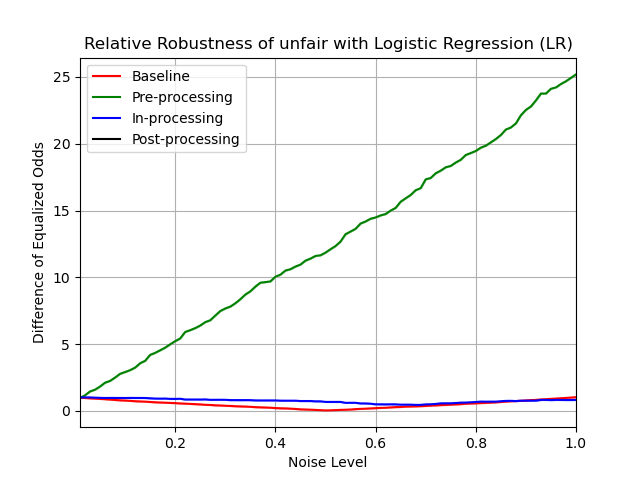 Relative Robustness of unfair with Logistic Regression (LR)
Baseline
Pre-processing
In-processing
Post-processing
Difference of Equalized Odds
25
20
15
10
5
0
0.2 0.4 0.6 0.8 1.0
Noise Level